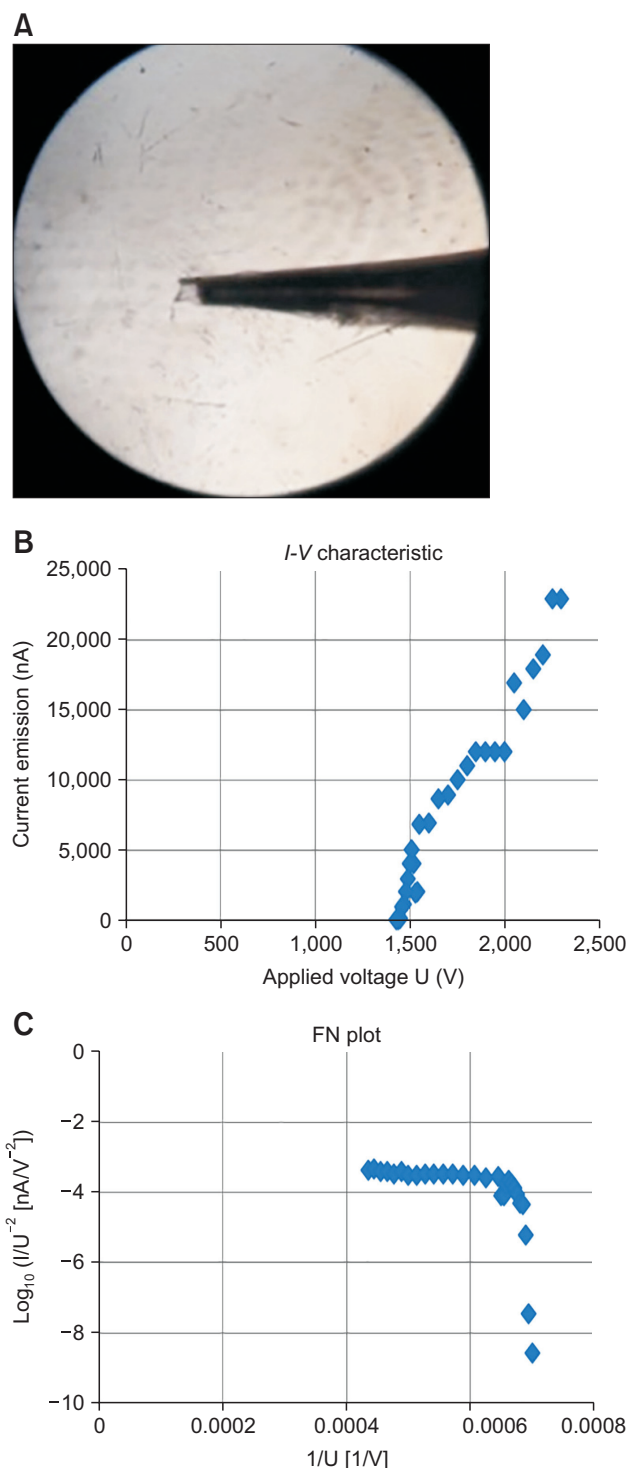 A
B
I-V characteristic
25,000
20,000
15,000
10,000
5,000
0
Current emission (nA)
0
500
1,000
1,500
2,000
2,500
Applied voltage U (V)
C
FN plot
0
−2
−4
−6
−8
−10
Log₁₀ (I/U⁻² [nA/V⁻²])
0
0.0002
0.0004
0.0006
0.0008
1/U [1/V]